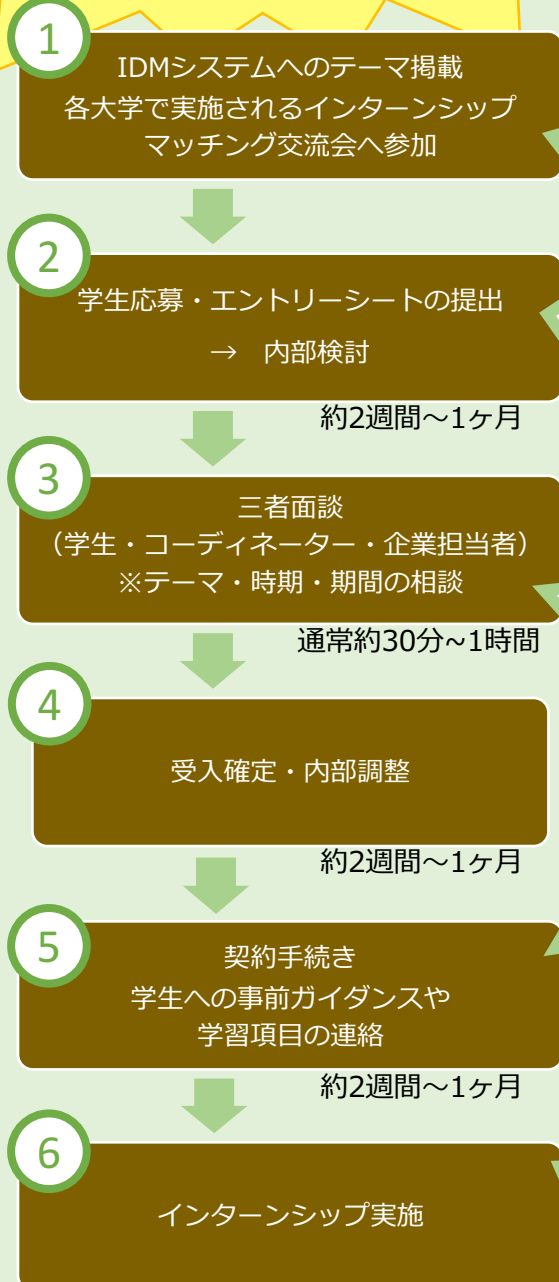 1
IDMシステムへのテーマ掲載
各大学で実施されるインターンシップ
マッチング交流会へ参加
2
学生応募・エントリーシートの提出
→　内部検討
約2週間～1ヶ月
3
三者面談
（学生・コーディネーター・企業担当者）
※テーマ・時期・期間の相談
通常約30分~1時間
4
受入確定・内部調整
約2週間～1ヶ月
5
契約手続き
学生への事前ガイダンスや
学習項目の連絡
約2週間～1ヶ月
6
インターンシップ実施